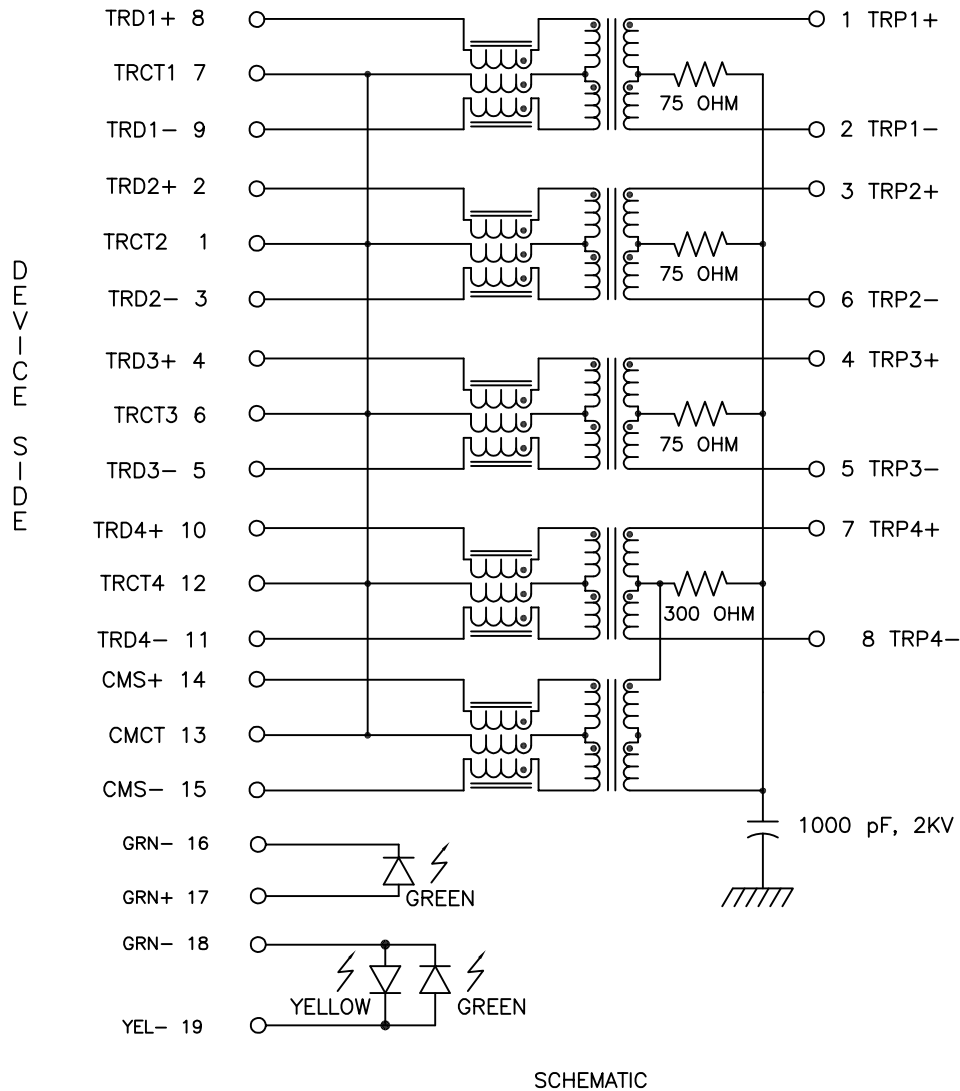 TRD1+ 8
1 TRP1+
TRCT1 7
75 OHM
TRD1- 9
2 TRP1-
TRD2+ 2
3 TRP2+
TRCT2 1
75 OHM
TRD2- 3
6 TRP2-
DEVICE SIDE
TRD3+ 4
4 TRP3+
TRCT3 6
75 OHM
TRD3- 5
5 TRP3-
TRD4+ 10
7 TRP4+
TRCT4 12
300 OHM
TRD4- 11
8 TRP4-
CMS+ 14
CMCT 13
CMS- 15
1000 pF, 2KV
GRN- 16
GRN+ 17
GREEN
GRN- 18
YELLOW
GREEN
YEL- 19
SCHEMATIC